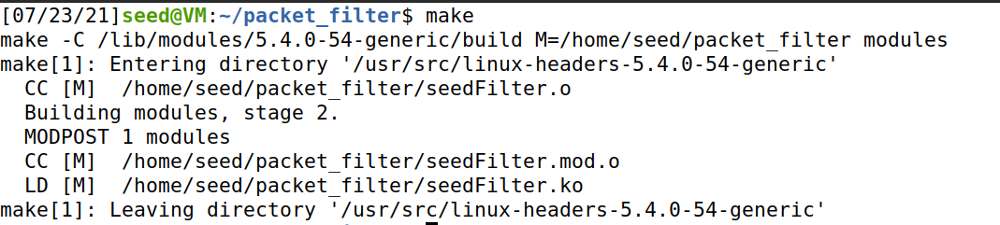 [07/23/21]seed@VM:~/packet_filter$ make
make -C /lib/modules/5.4.0-54-generic/build M=/home/seed/packet_filter modules
make[1]: Entering directory '/usr/src/linux-headers-5.4.0-54-generic'
  CC [M]  /home/seed/packet_filter/seedFilter.o
  Building modules, stage 2.
  MODPOST 1 modules
  CC [M]  /home/seed/packet_filter/seedFilter.mod.o
  LD [M]  /home/seed/packet_filter/seedFilter.ko
make[1]: Leaving directory '/usr/src/linux-headers-5.4.0-54-generic'